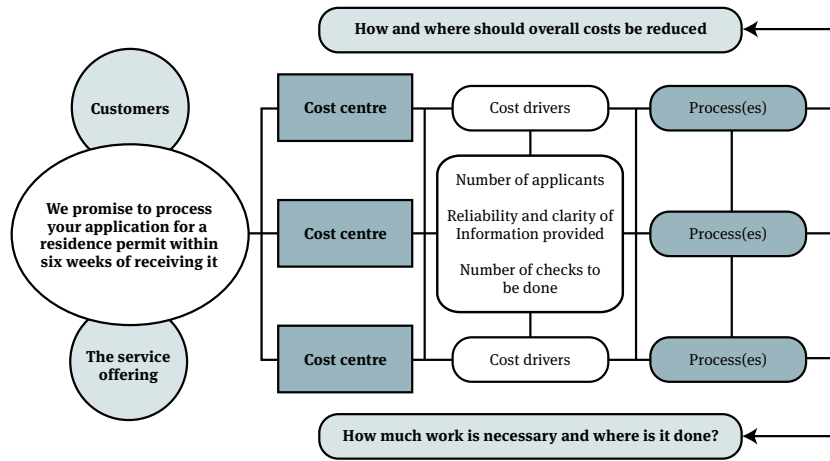 How and where should overall costs be reduced
Customers
We promise to process
your application for a
residence permit within
six weeks of receiving it
The service
offering
Cost centre
Cost drivers
Process(es)
Cost centre
Number of applicants
Reliability and clarity of
Information provided
Number of checks to
be done
Process(es)
Cost centre
Cost drivers
Process(es)
How much work is necessary and where is it done?